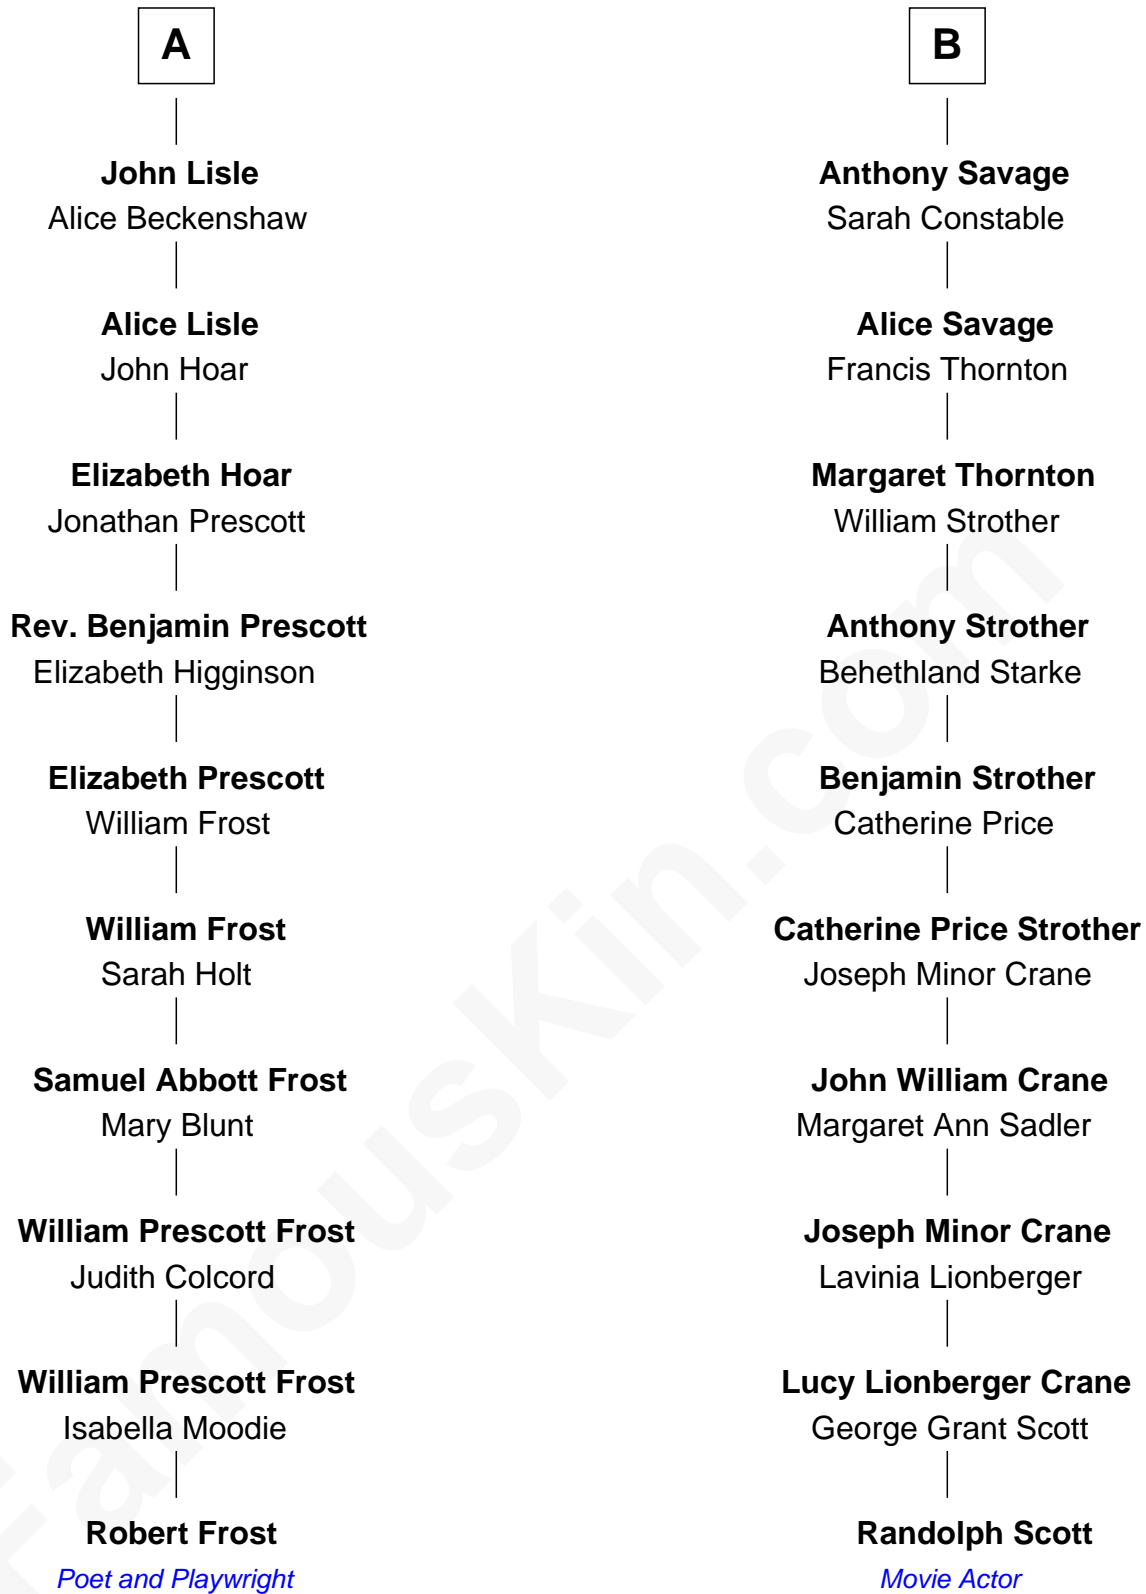 A
John Lisle
Alice Beckenshaw
Alice Lisle
John Hoar
Elizabeth Hoar
Jonathan Prescott
Rev. Benjamin Prescott
Elizabeth Higginson
Elizabeth Prescott
William Frost
William Frost
Sarah Holt
Samuel Abbott Frost
Mary Blunt
William Prescott Frost
Judith Colcord
William Prescott Frost
Isabella Moodie
Robert Frost
Poet and Playwright
B
Anthony Savage
Sarah Constable
Alice Savage
Francis Thornton
Margaret Thornton
William Strother
Anthony Strother
Behethland Starke
Benjamin Strother
Catherine Price
Catherine Price Strother
Joseph Minor Crane
John William Crane
Margaret Ann Sadler
Joseph Minor Crane
Lavinia Lionberger
Lucy Lionberger Crane
George Grant Scott
Randolph Scott
Movie Actor
FamousKin.com